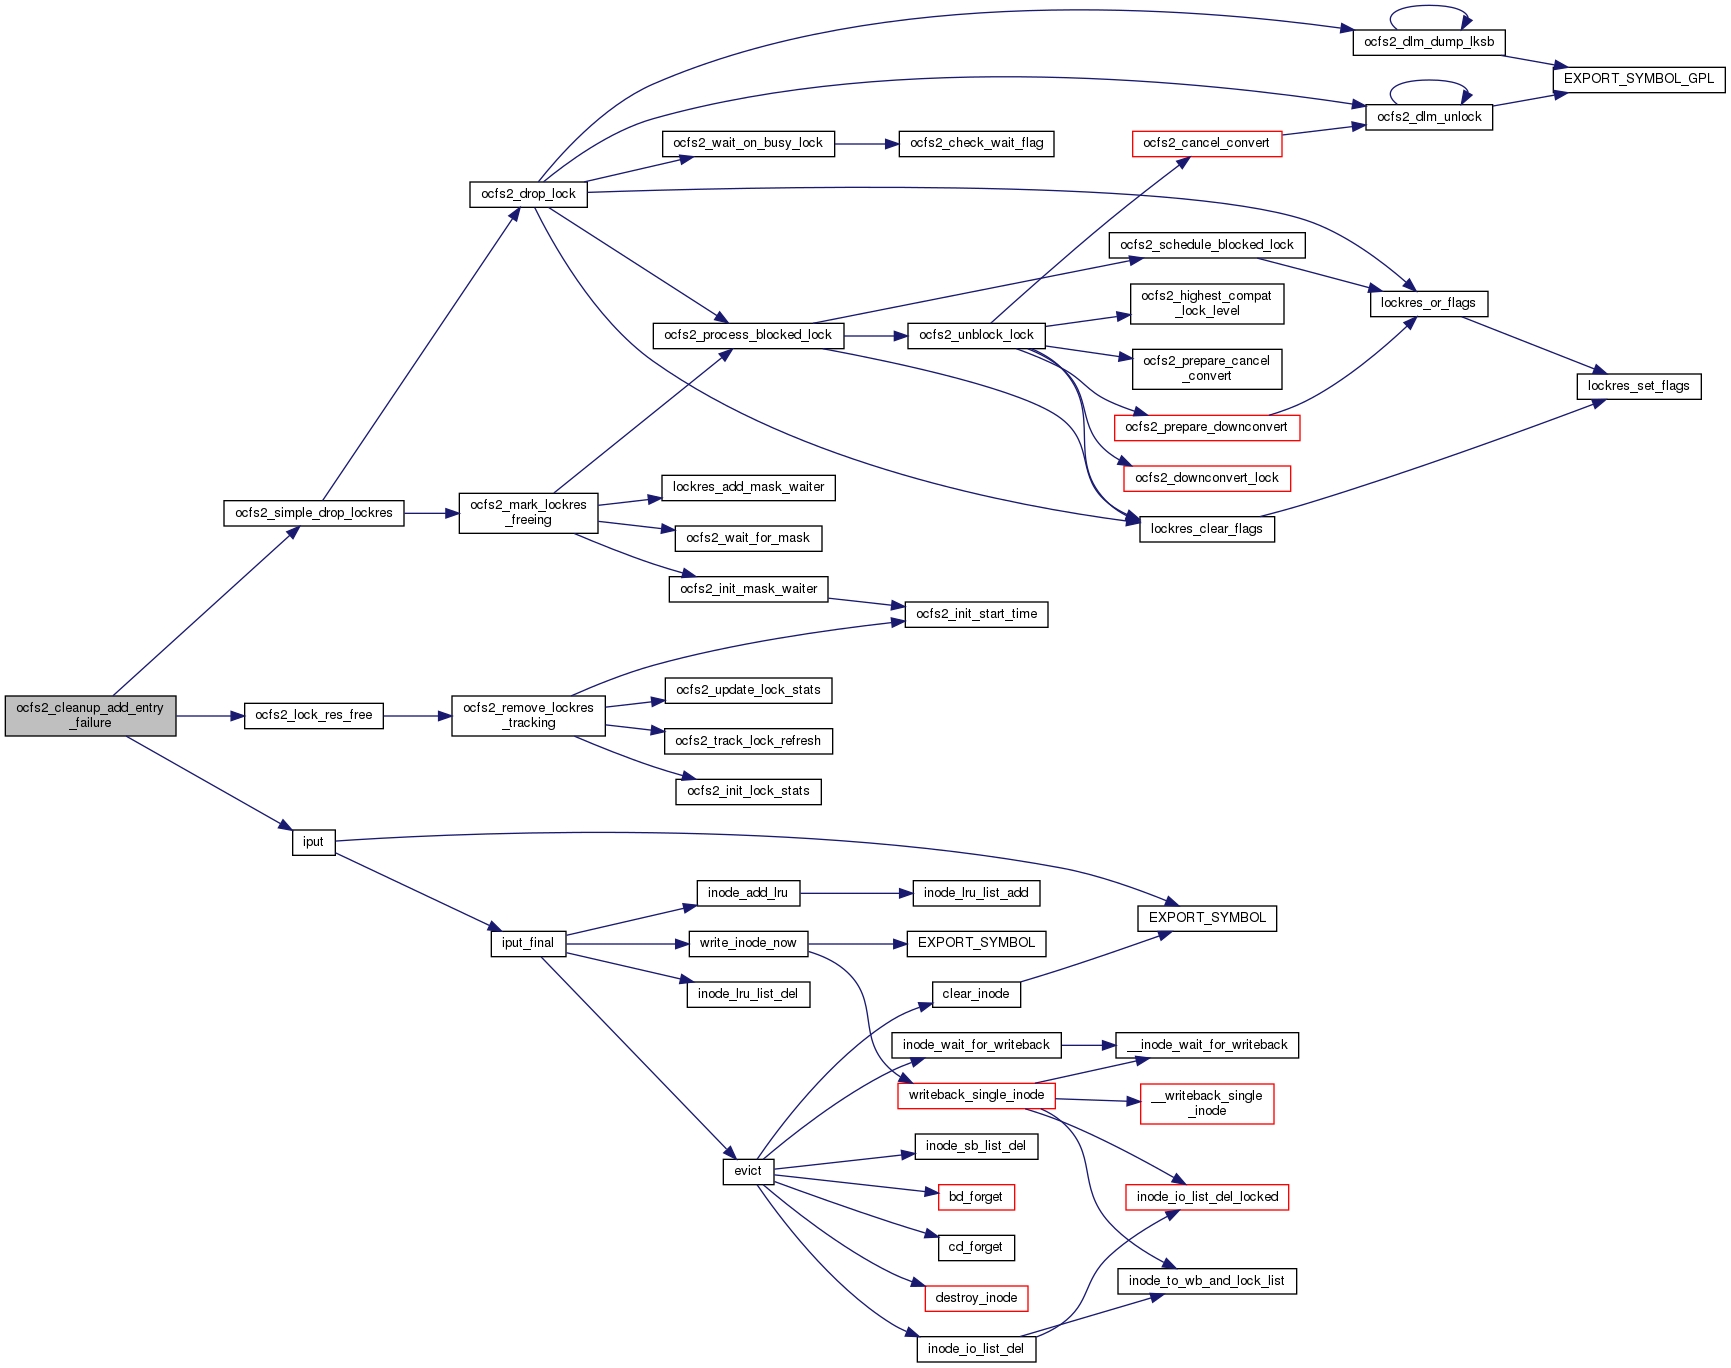 ocfs2_dlm_dump_lksb
EXPORT_SYMBOL_GPL
ocfs2_dlm_unlock
ocfs2_wait_on_busy_lock
ocfs2_check_wait_flag
ocfs2_cancel_convert
ocfs2_drop_lock
ocfs2_schedule_blocked_lock
ocfs2_highest_compat
_lock_level
lockres_or_flags
ocfs2_process_blocked_lock
ocfs2_unblock_lock
ocfs2_prepare_cancel
_convert
lockres_set_flags
ocfs2_prepare_downconvert
ocfs2_downconvert_lock
lockres_add_mask_waiter
ocfs2_simple_drop_lockres
ocfs2_mark_lockres
_freeing
lockres_clear_flags
ocfs2_wait_for_mask
ocfs2_init_mask_waiter
ocfs2_init_start_time
ocfs2_update_lock_stats
ocfs2_cleanup_add_entry
_failure
ocfs2_lock_res_free
ocfs2_remove_lockres
_tracking
ocfs2_track_lock_refresh
ocfs2_init_lock_stats
iput
inode_add_lru
inode_lru_list_add
EXPORT_SYMBOL
iput_final
write_inode_now
EXPORT_SYMBOL
inode_lru_list_del
clear_inode
inode_wait_for_writeback
__inode_wait_for_writeback
writeback_single_inode
__writeback_single
_inode
inode_sb_list_del
evict
bd_forget
inode_io_list_del_locked
cd_forget
inode_to_wb_and_lock_list
destroy_inode
inode_io_list_del